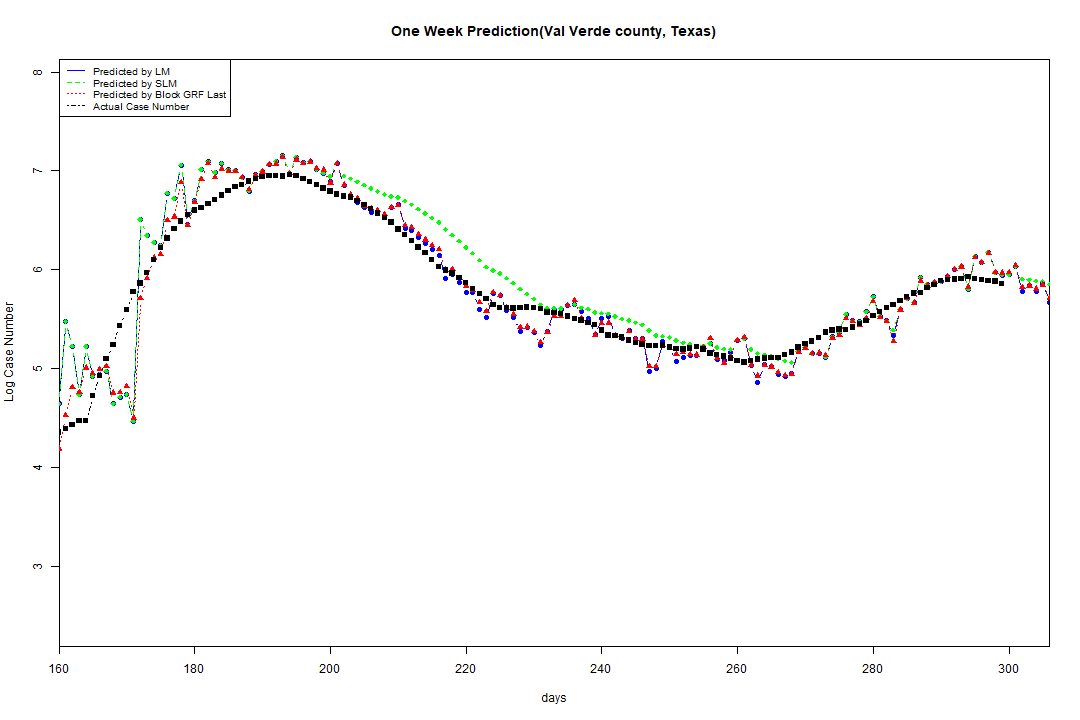 One Week Prediction(Val Verde county, Texas)
Predicted by LM
Predicted by SLM
Predicted by Block GRF Last
Actual Case Number
8
7
6
5
4
3
Log Case Number
160 180 200 220 240 260 280 300
days